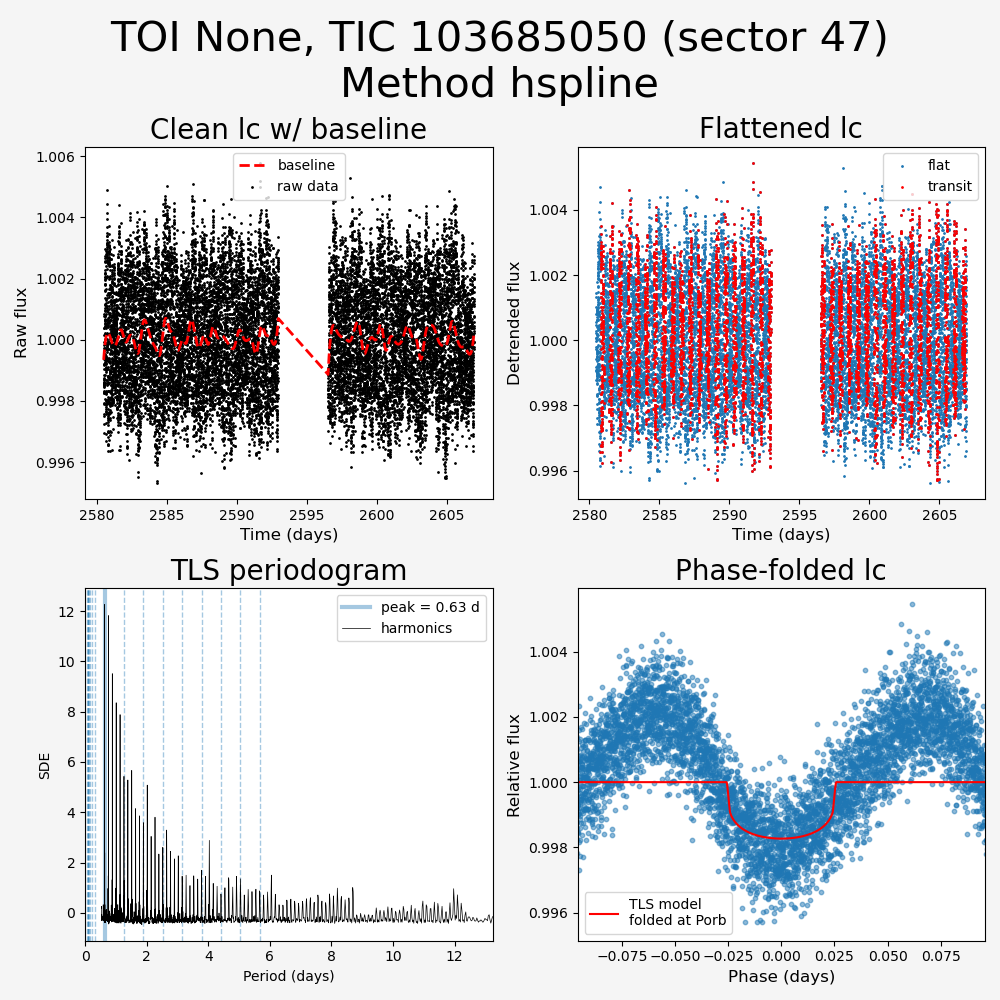 TOI None, TIC 103685050 (sector 47)
Method hspline
Clean lc w/ baseline
Flattened lc
1.006
1.004
1.002
1.000
0.998
0.996
Raw flux
baseline
raw data
2580 2585 2590 2595 2600 2605
Time (days)
1.004
1.002
1.000
0.998
0.996
Detrended flux
flat
transit
2580 2585 2590 2595 2600 2605
Time (days)
TLS periodogram
Phase-folded lc
12
10
8
6
4
2
0
SDE
peak = 0.63 d
harmonics
0 2 4 6 8 10 12
Period (days)
1.004
1.002
1.000
0.998
0.996
Relative flux
TLS model
folded at Porb
−0.075 −0.050 −0.025 0.000 0.025 0.050 0.075
Phase (days)